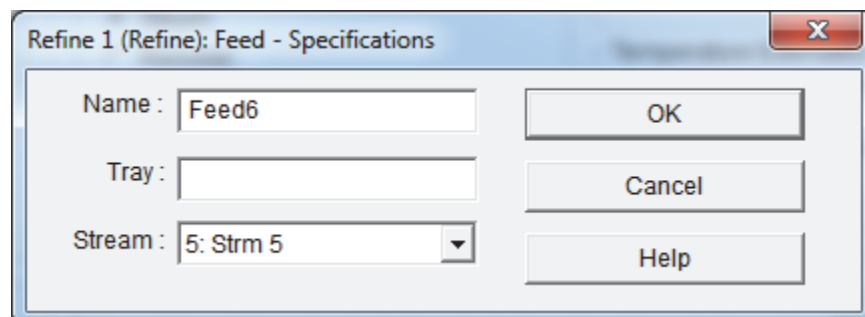 Refine 1 (Refine): Feed - Specifications
Name : Feed6
OK
Tray :
Cancel
Stream : 5: Strm 5
Help